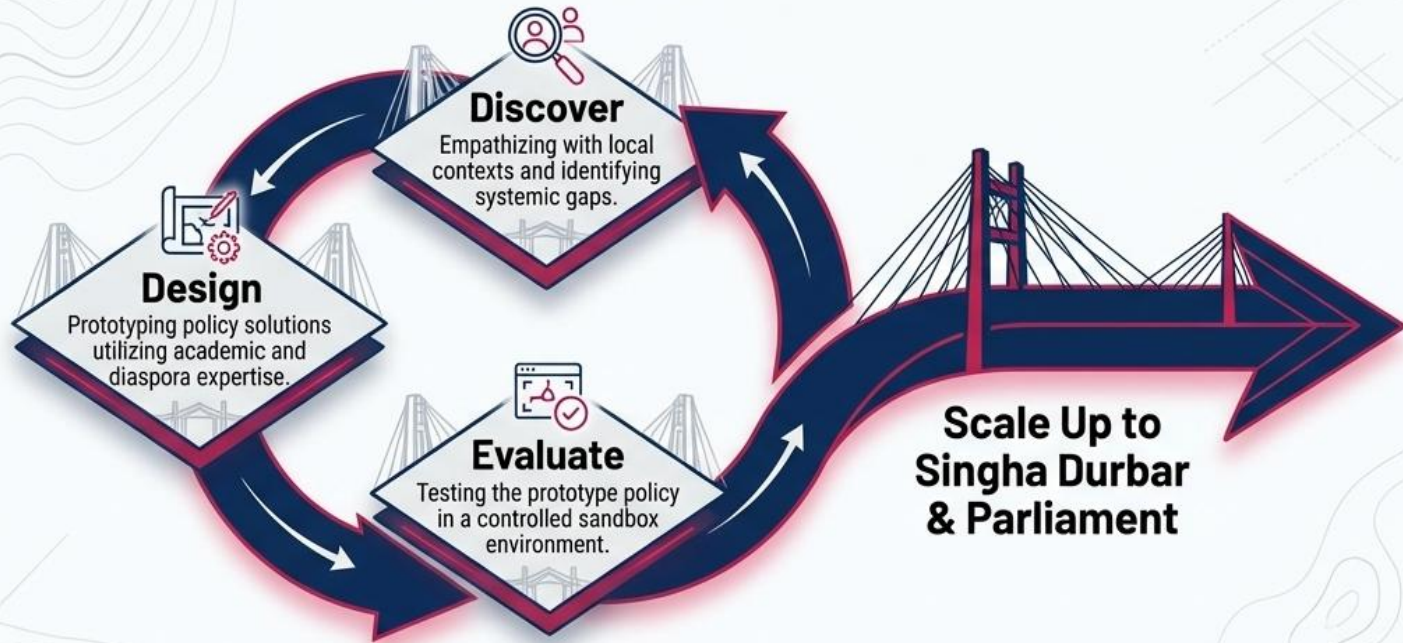 Discover
Empathizing with local
contexts and identifying
systemic gaps.
Design
Prototyping policy solutions
utilizing academic and
diaspora expertise.
Evaluate
Testing the prototype policy
in a controlled sandbox
environment.
Scale Up to
Singha Durbar
& Parliament